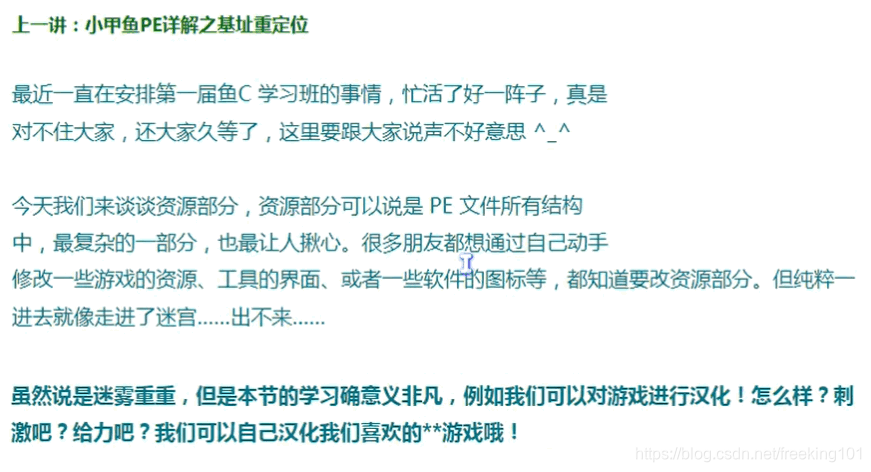 上一讲：小甲鱼PE详解之基址重定位
最近一直在安排第一届鱼C 学习班的事情，忙活了好一阵子，真是
对不住大家，还大家久等了，这里要跟大家说声不好意思 ^_^
今天我们来谈谈资源部分，资源部分可以说是 PE 文件所有结构
中，最复杂的一部分，也最让人揪心。很多朋友都想通过自己动手
修改一些游戏的资源、工具的界面、或者一些软件的图标等，都知道要改资源部分。但纯粹一
进去就像走进了迷宫……出不来……
虽然说是迷雾重重，但是本节的学习确意义非凡，例如我们可以对游戏进行汉化！怎么样？刺
激吧？给力吧？我们可以自己汉化我们喜欢的**游戏哦！
https://blog.csdn.net/freeking101